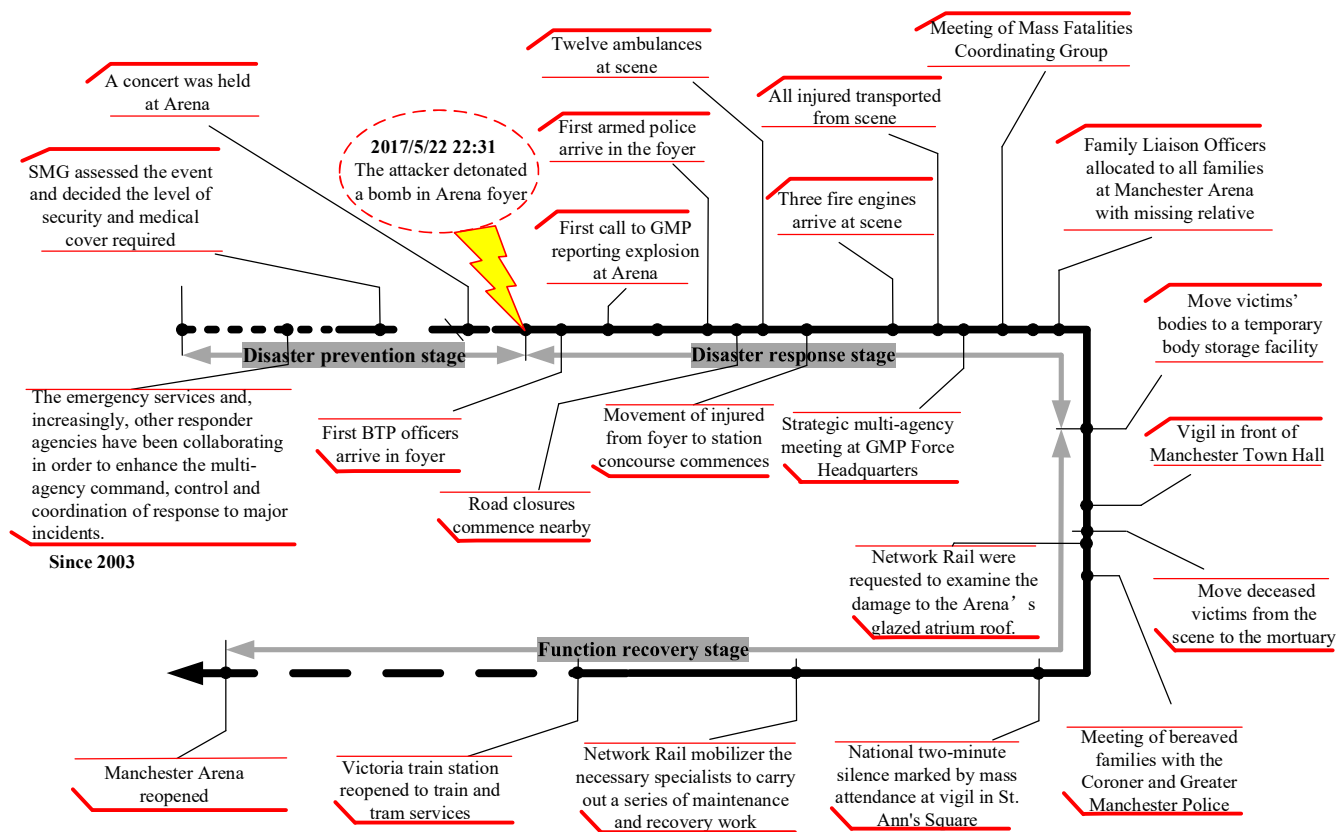 A concert was held
at Arena
SMG assessed the event
and decided the level of
security and medical
cover required
2017/5/22 22:31
The attacker detonated
a bomb in Arena foyer
Twelve ambulances
at scene
First armed police
arrive in the foyer
First call to GMP
reporting explosion
at Arena
All injured transported
from scene
Three fire engines
arrive at scene
Meeting of Mass Fatalities
Coordinating Group
Family Liaison Officers
allocated to all families
at Manchester Arena
with missing relative
Move victims'
bodies to a temporary
body storage facility
Disaster prevention stage
Disaster response stage
The emergency services and,
increasingly, other responder
agencies have been collaborating
in order to enhance the multi-
agency command, control and
coordination of response to major
incidents.
Since 2003
First BTP officers
arrive in foyer
Road closures
commence nearby
Movement of injured
from foyer to station
concourse commences
Strategic multi-agency
meeting at GMP Force
Headquarters
Vigil in front of
Manchester Town Hall
Network Rail were
requested to examine the
damage to the Arena's
glazed atrium roof.
Move deceased
victims from the
scene to the mortuary
Function recovery stage
Manchester Arena
reopened
Victoria train station
reopened to train and
tram services
Network Rail mobilizer the
necessary specialists to carry
out a series of maintenance
and recovery work
National two-minute
silence marked by mass
attendance at vigil in St.
Ann's Square
Meeting of bereaved
families with the
Coroner and Greater
Manchester Police